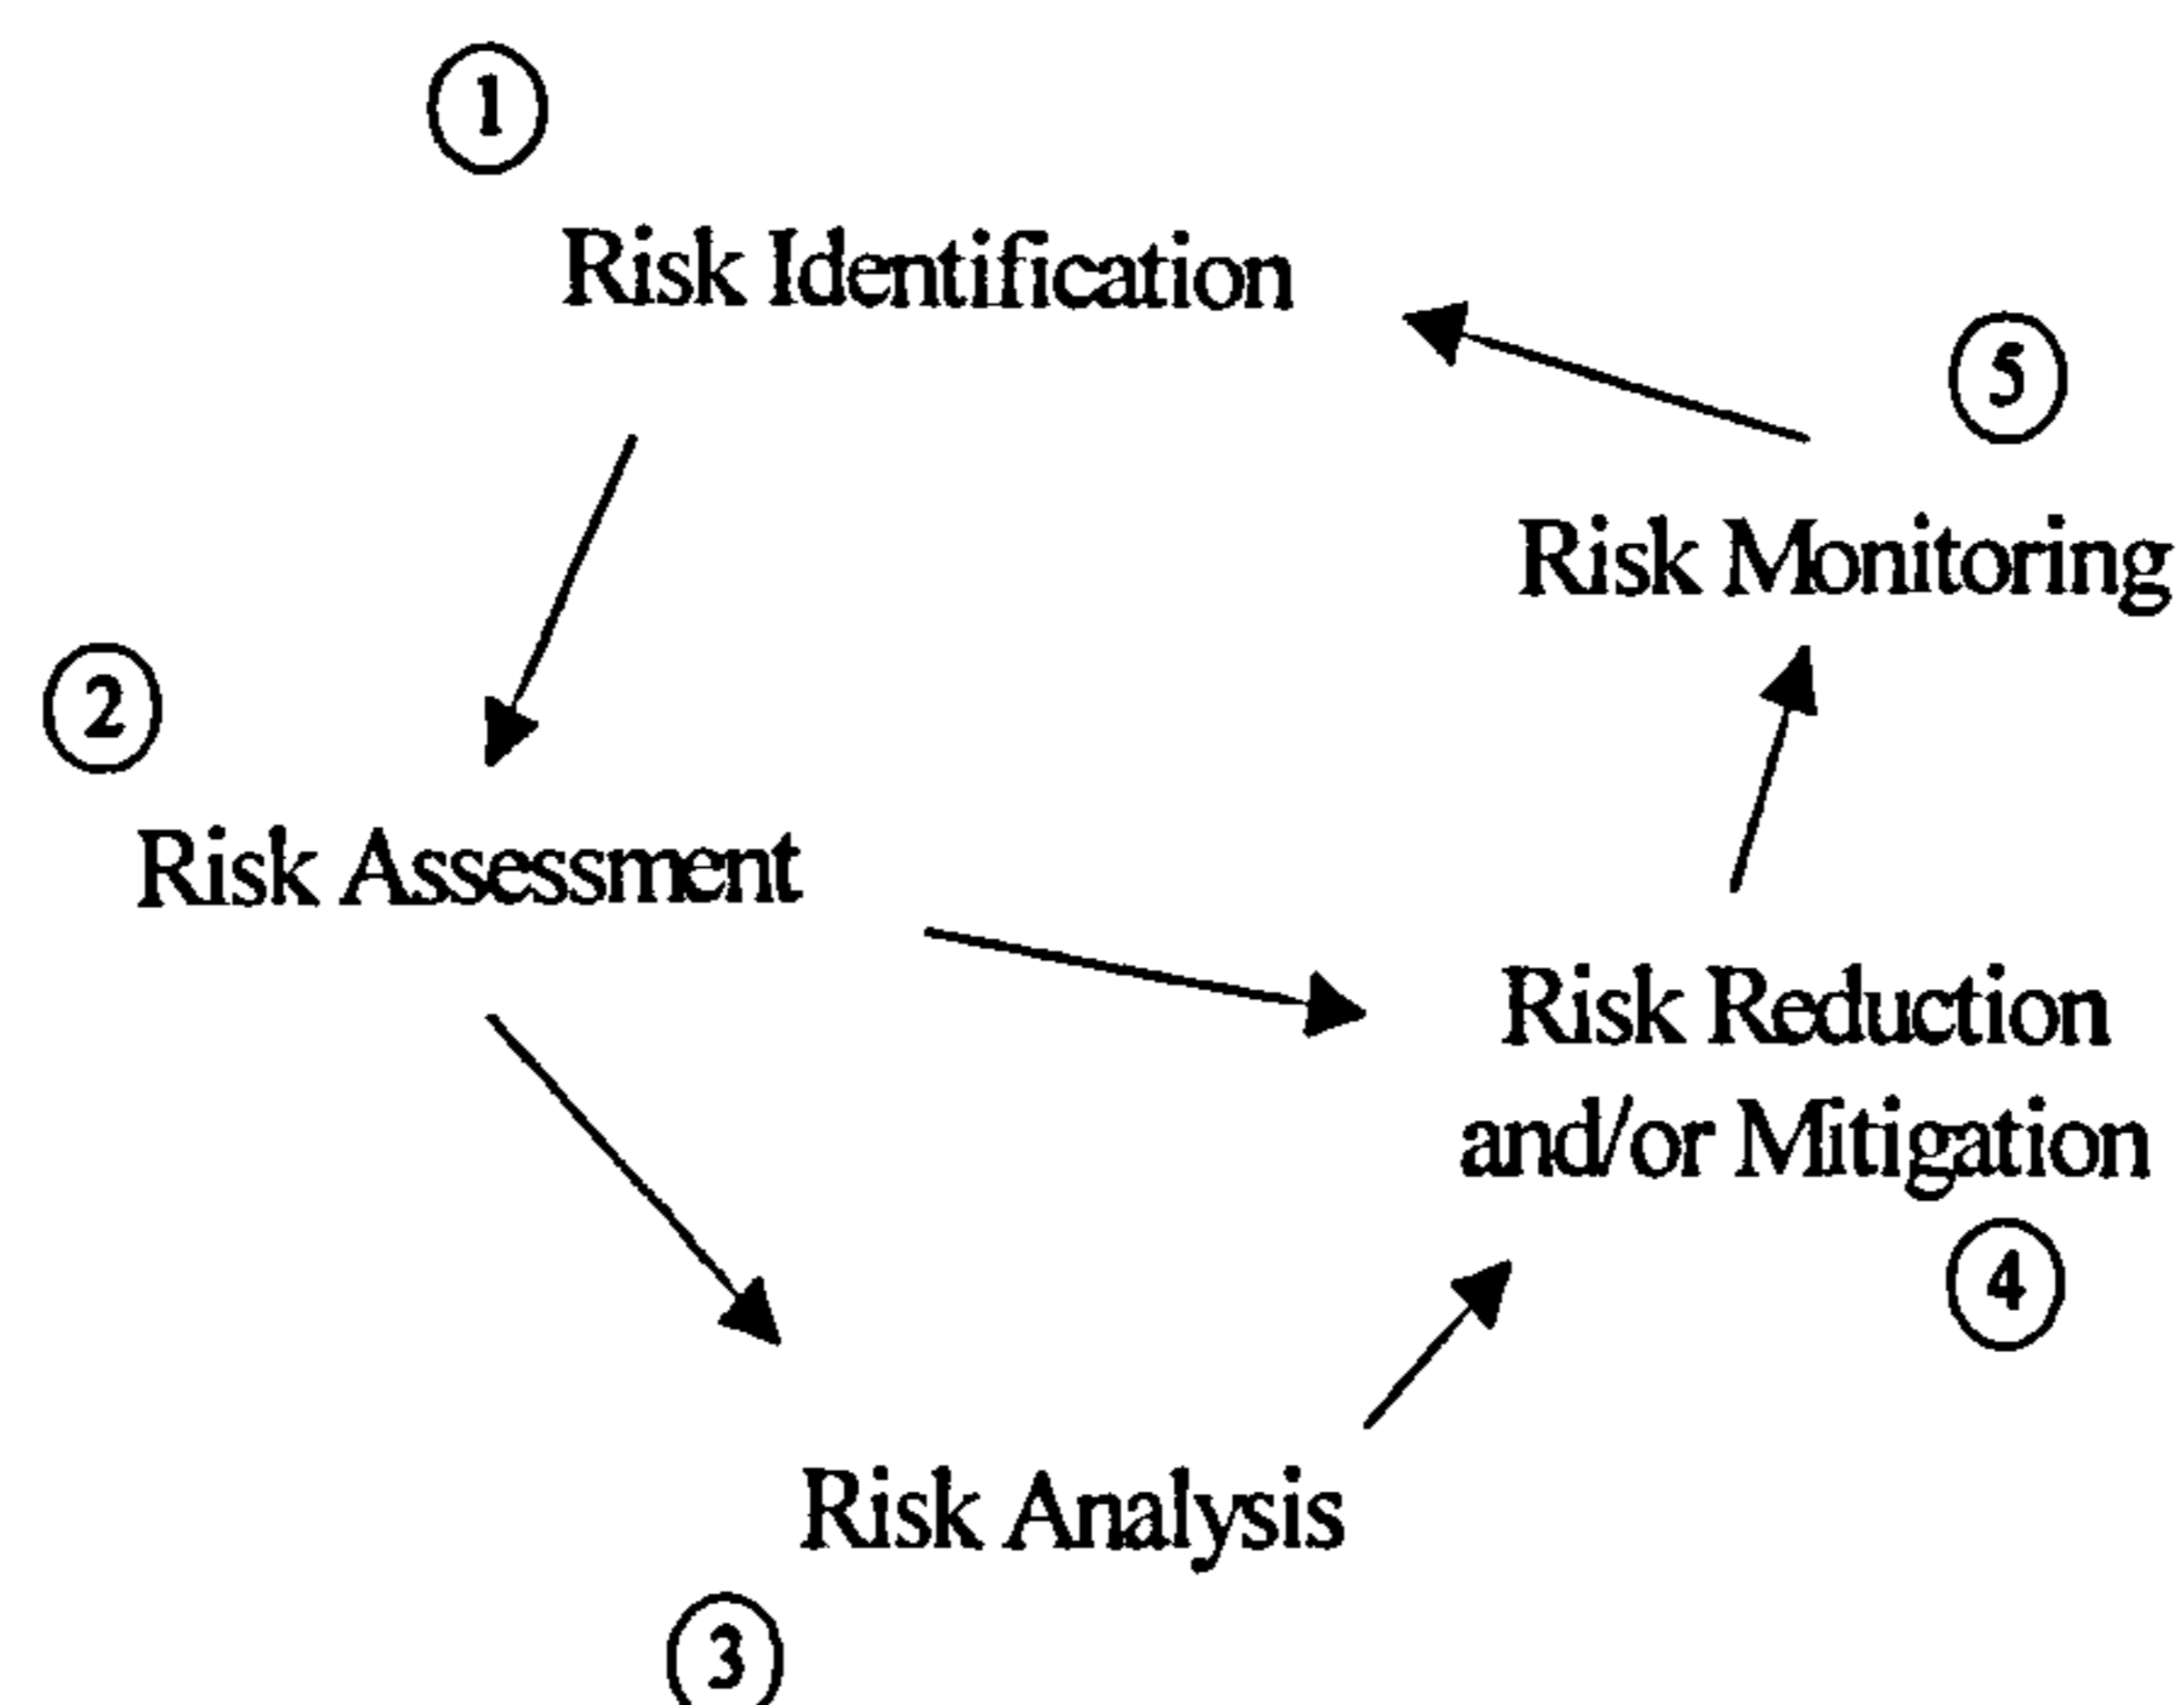 1
Risk Identification
5
Risk Monitoring
2
Risk Assessment
Risk Reduction
and/or Mitigation
4
Risk Analysis
3